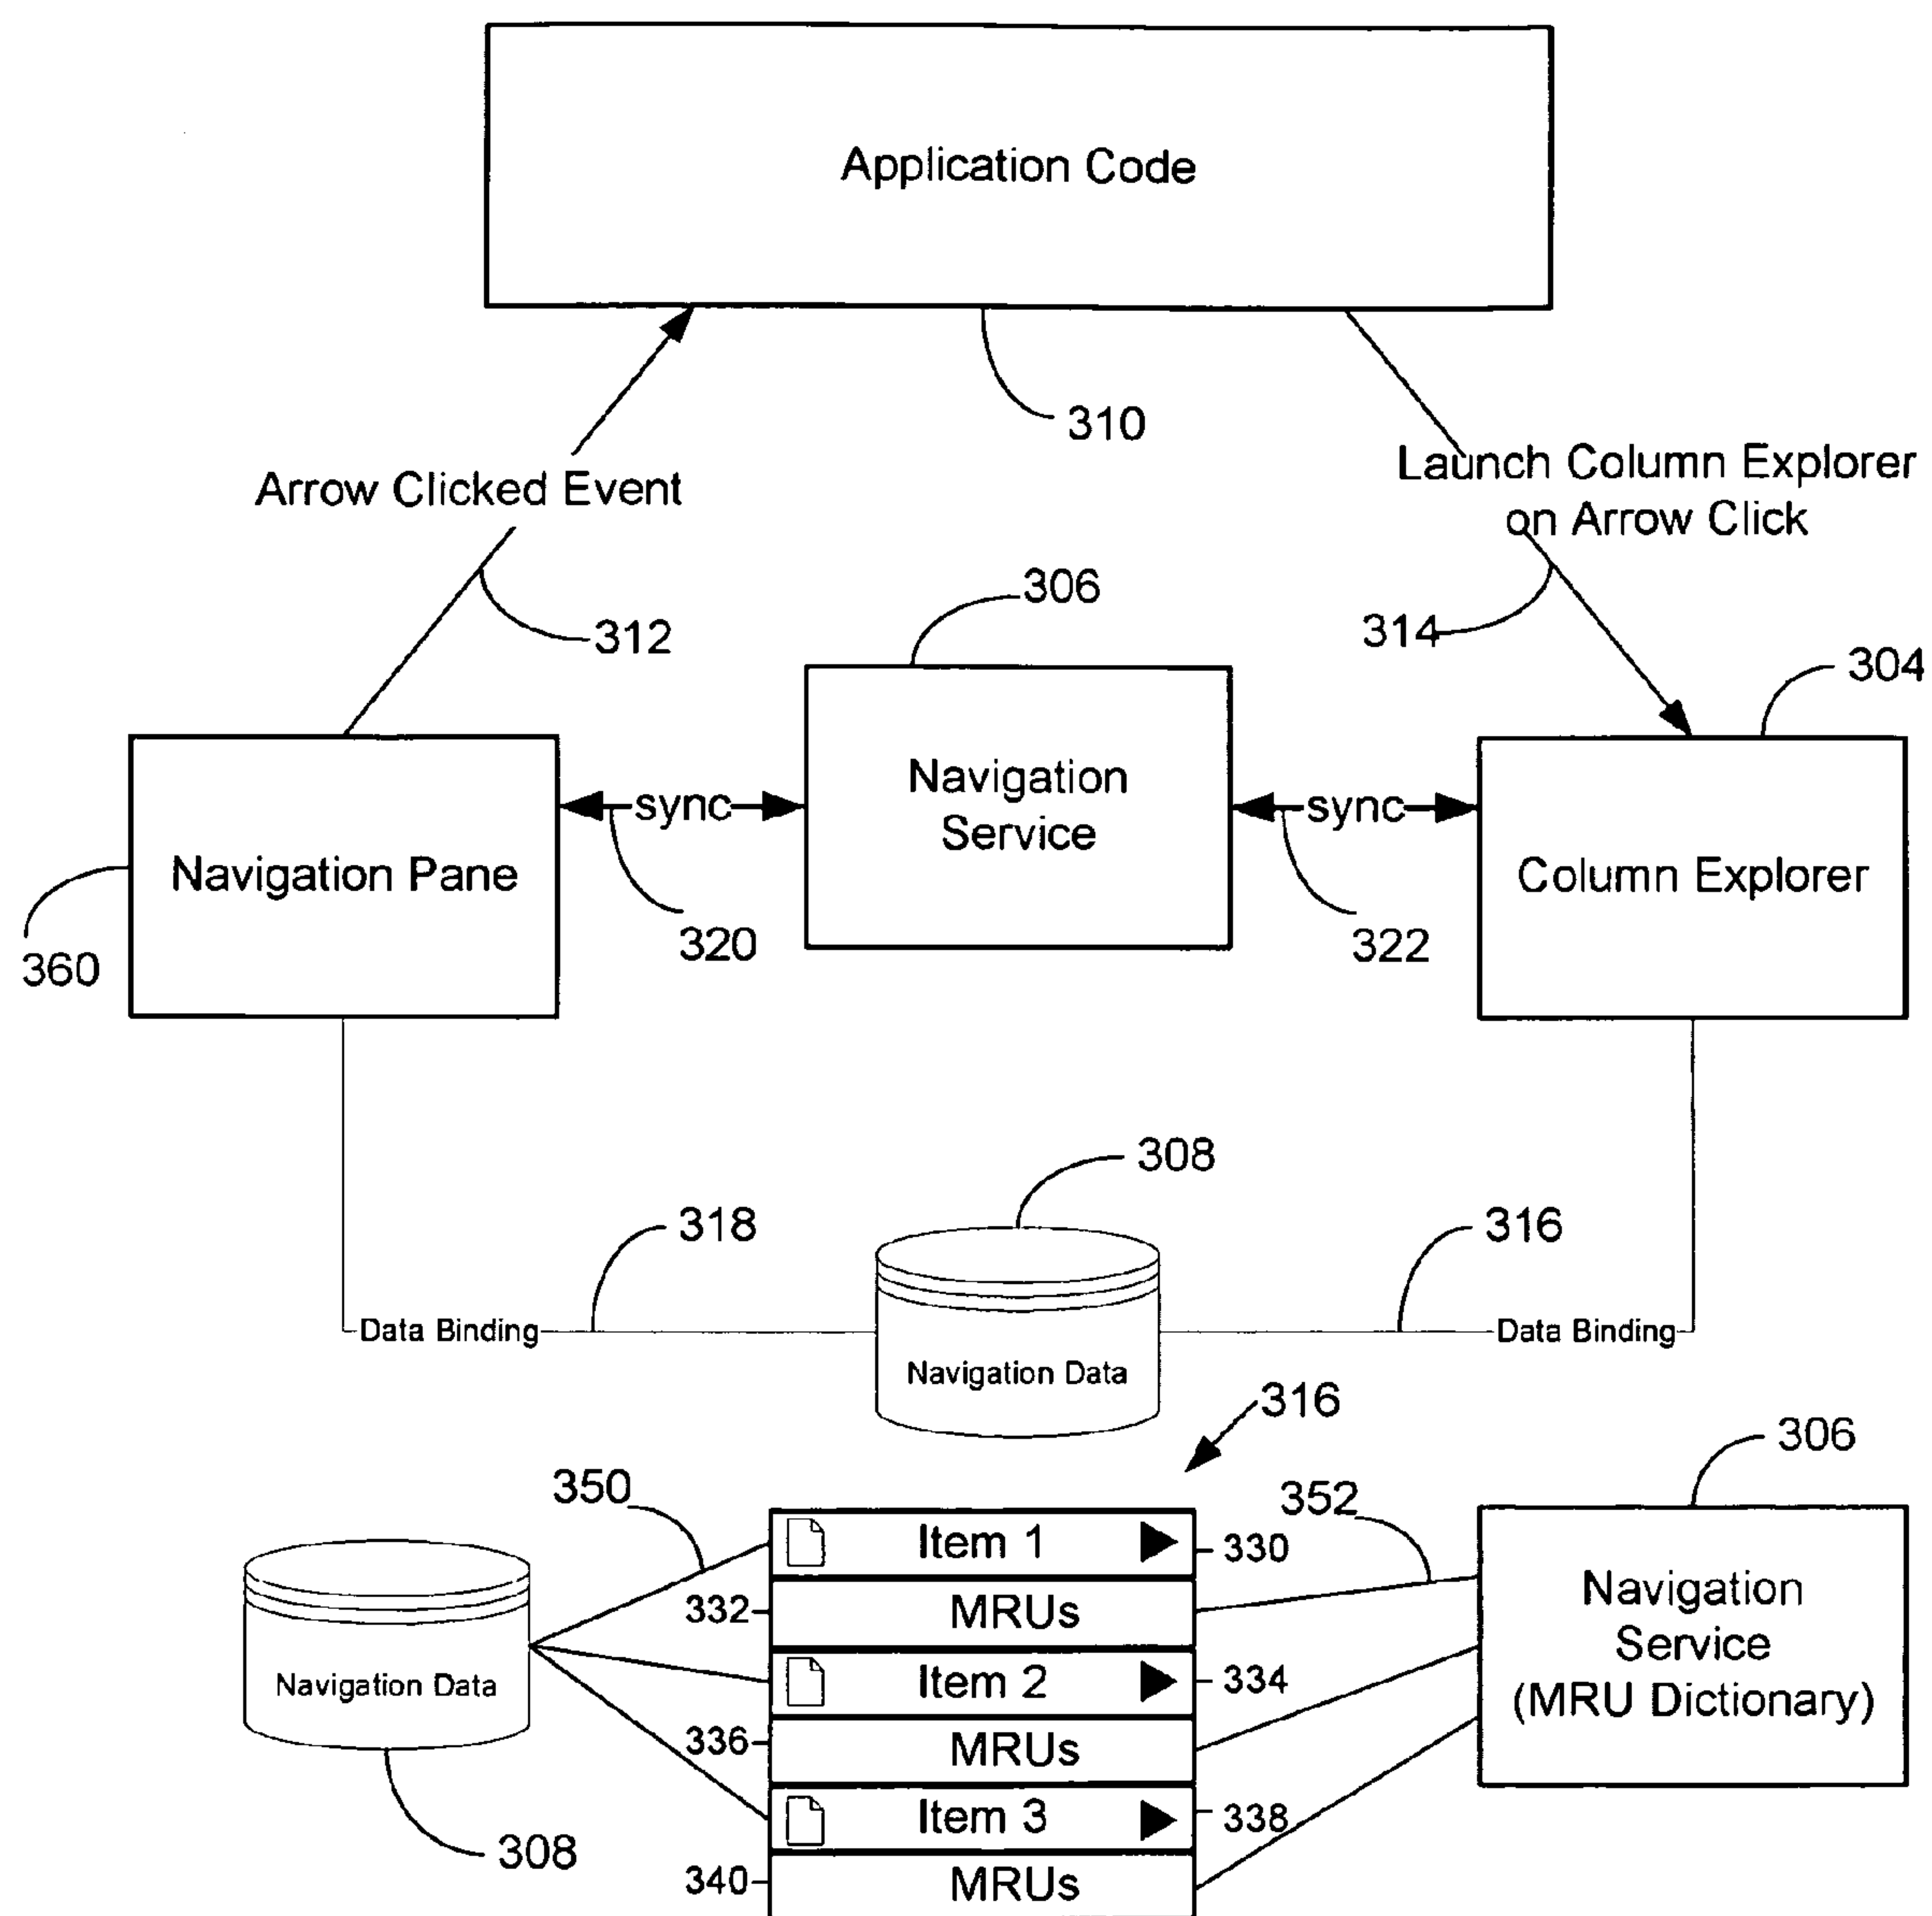 Application Code
310
Arrow Clicked Event
Launch Column Explorer
on Arrow Click
312
306
314
304
Navigation Pane
sync
Navigation
Service
sync
Column Explorer
360
320
322
308
318
316
Data Binding
Navigation Data
Data Binding
316
306
350
352
Item 1
330
332
MRUs
Navigation Data
Item 2
334
336
MRUs
Item 3
338
340
MRUs
308
Navigation
Service
(MRU Dictionary)